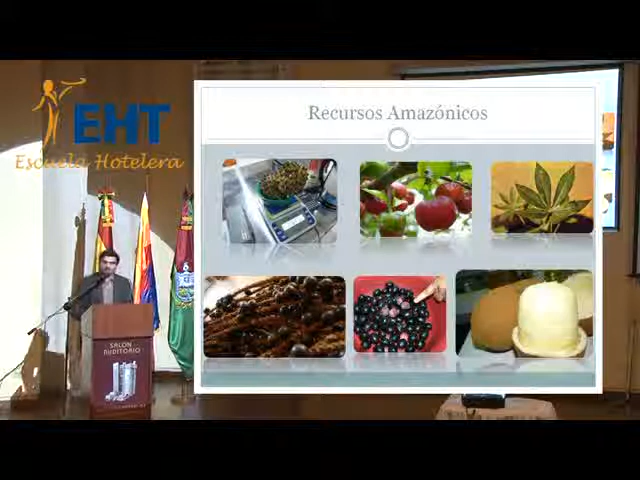 EHT
Escuela Hotelera
Recursos Amazónicos
SALON
AUDITORIO